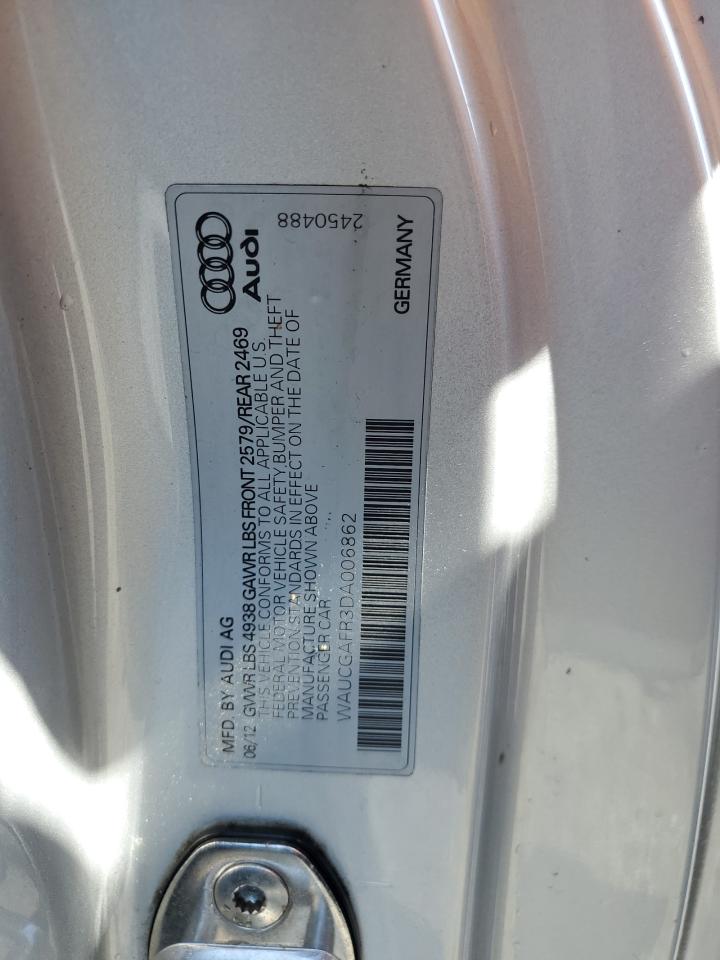 MFD. BY AUDI AG
06/12 GVWR LBS 4938 GAWR LBS FRONT 2579/REAR 2469
THIS VEHICLE CONFORMS TO ALL APPLICABLE U.S.
FEDERAL MOTOR VEHICLE SAFETY BUMPER AND THEFT
PREVENTION STANDARDS IN EFFECT ON THE DATE OF
MANUFACTURE SHOWN ABOVE
PASSENGER CAR
WAUCGAFR3DA006862
Audi
2450488
GERMANY